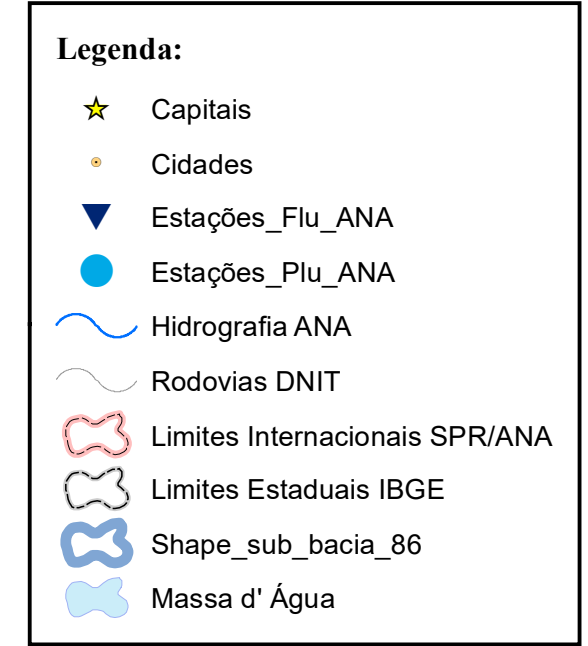 Legenda:
Capitais
Cidades
Estações_Flu_ANA
Estações_Plu_ANA
Hidrografia ANA
Rodovias DNIT
Limites Internacionais SPR/ANA
Limites Estaduais IBGE
Shape_sub_bacia_86
Massa d' Água